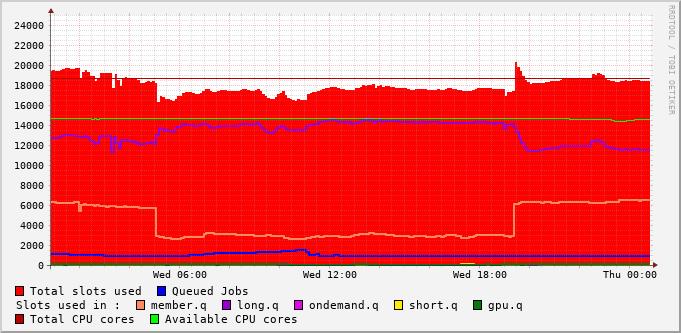 RRDTOOL / TOBI OETIKER
24000
22000
20000
18000
16000
14000
12000
10000
8000
6000
4000
2000
0
Wed 06:00 Wed 12:00 Wed 18:00 Thu 00:00
Total slots used Queued Jobs
Slots used in : member.q long.q ondemand.q short.q gpu.q
Total CPU cores Available CPU cores